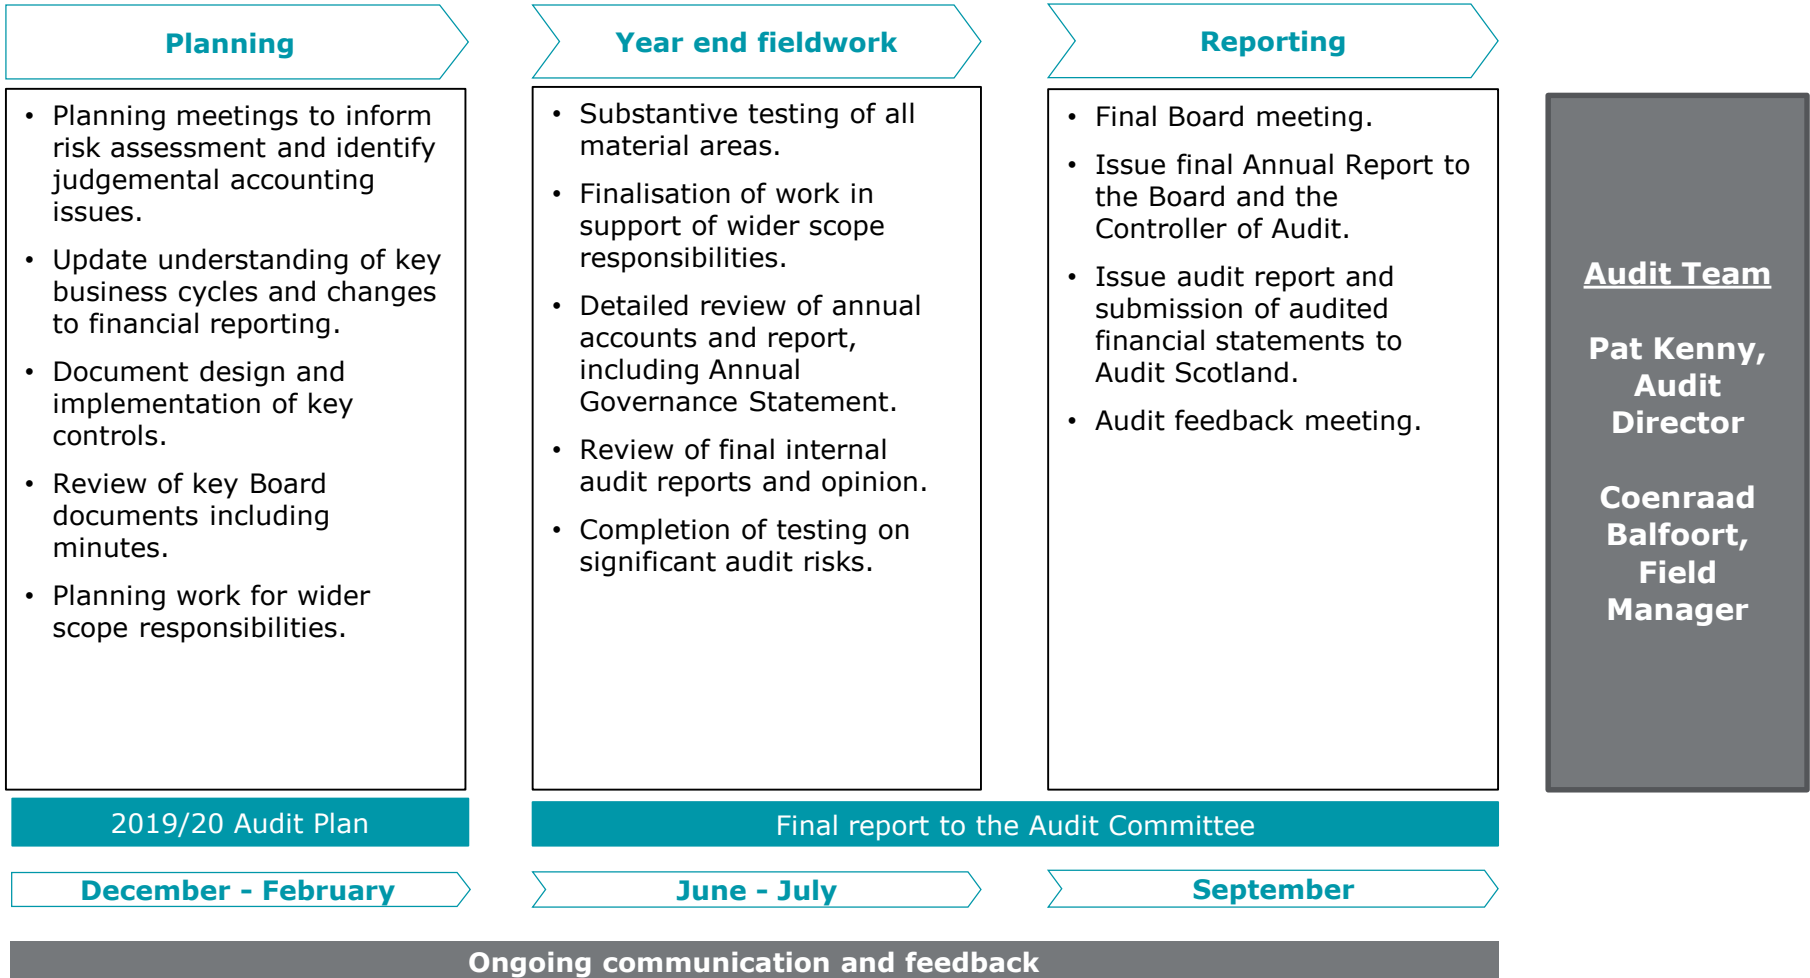 Planning
• Planning meetings to inform
risk assessment and identify
judgemental accounting
issues.
• Update understanding of key
business cycles and changes
to financial reporting.
• Document design and
implementation of key
controls.
• Review of key Board
documents including
minutes.
• Planning work for wider
scope responsibilities.
2019/20 Audit Plan
December - February
Year end fieldwork
• Substantive testing of all
material areas.
• Finalisation of work in
support of wider scope
responsibilities.
• Detailed review of annual
accounts and report,
including Annual
Governance Statement.
• Review of final internal
audit reports and opinion.
• Completion of testing on
significant audit risks.
June - July
Reporting
• Final Board meeting.
• Issue final Annual Report to
the Board and the
Controller of Audit.
• Issue audit report and
submission of audited
financial statements to
Audit Scotland.
• Audit feedback meeting.
Final report to the Audit Committee
September
Audit Team
Pat Kenny,
Audit
Director
Coenraad
Balfoort,
Field
Manager
Ongoing communication and feedback